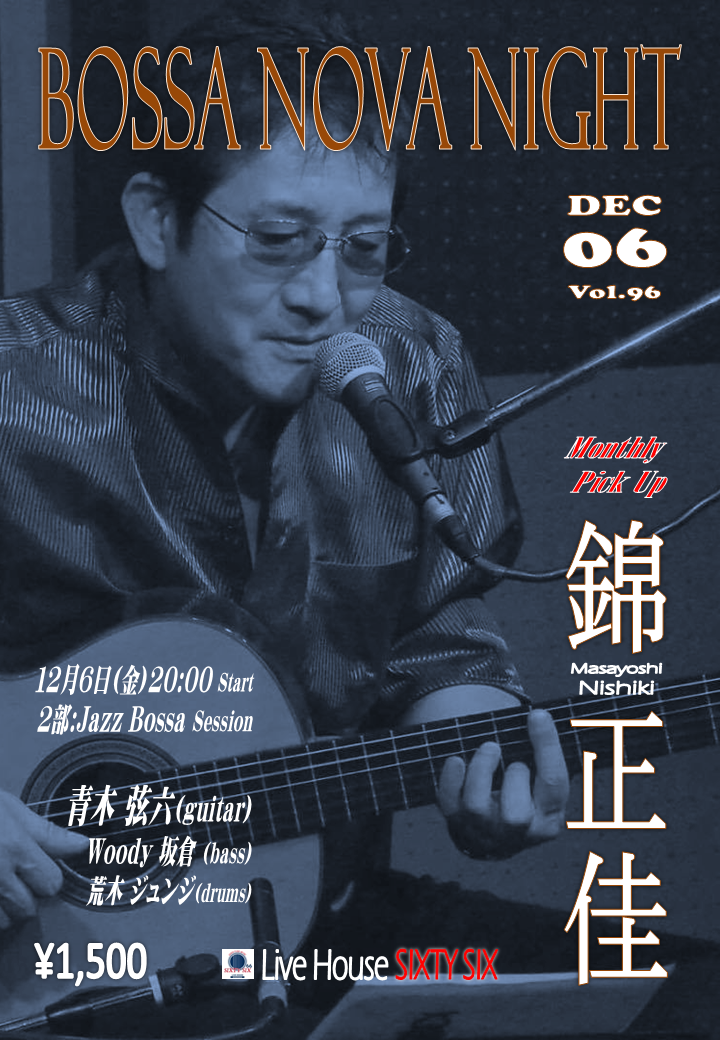 BOSSA NOVA NIGHT
DEC
06
Vol.96
Monthly
Pick Up
錦
Masayoshi
Nishiki
正
佳
12月6日(金)20:00 Start
2部:Jazz Bossa Session
青木 弦六(guitar)
Woody 坂倉 (bass)
荒木 ジュンジ(drums)
¥1,500
SIXTY SIX
Live House SIXTY SIX